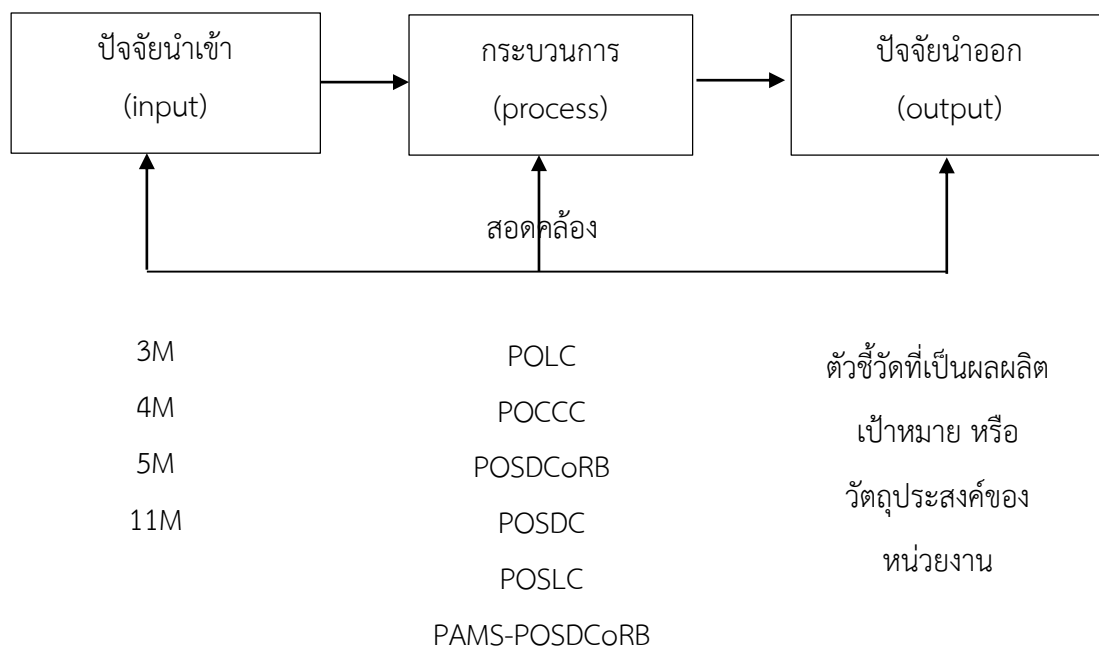 ปัจจัยนำเข้า
(input)
กระบวนการ
(process)
ปัจจัยนำออก
(output)
สอดคล้อง
3M
4M
5M
11M
POLC
POCCC
POSDCoRB
POSDC
POSLC
PAMS-POSDCoRB
ตัวชี้วัดที่เป็นผลผลิต
เป้าหมาย หรือ
วัตถุประสงค์ของ
หน่วยงาน